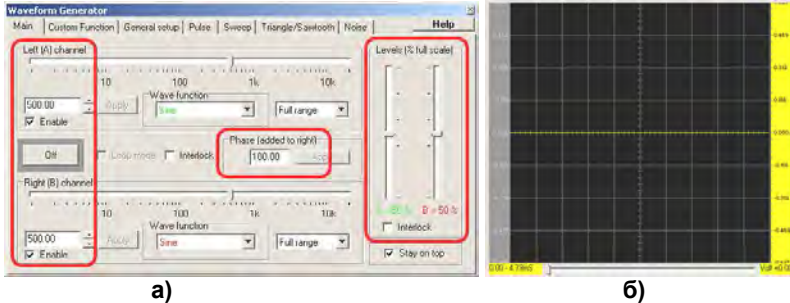 Waveform Generator
Main Custom Function General setup Pulse Sweep Triangle/Sawtooth Noise Help
Left (A) channel Levels (% full scale)
10 100 1k 10k
Wave function
500.00 Apply Sine Full range
Enable
Phase (added to right)
Off Loop mode Interlock 100.00
Right (B) channel
10 100 1k 10k
Wave function B = 50 %
Interlock
500.00 Apply Sine Full range
Enable Stay on top
а) б)